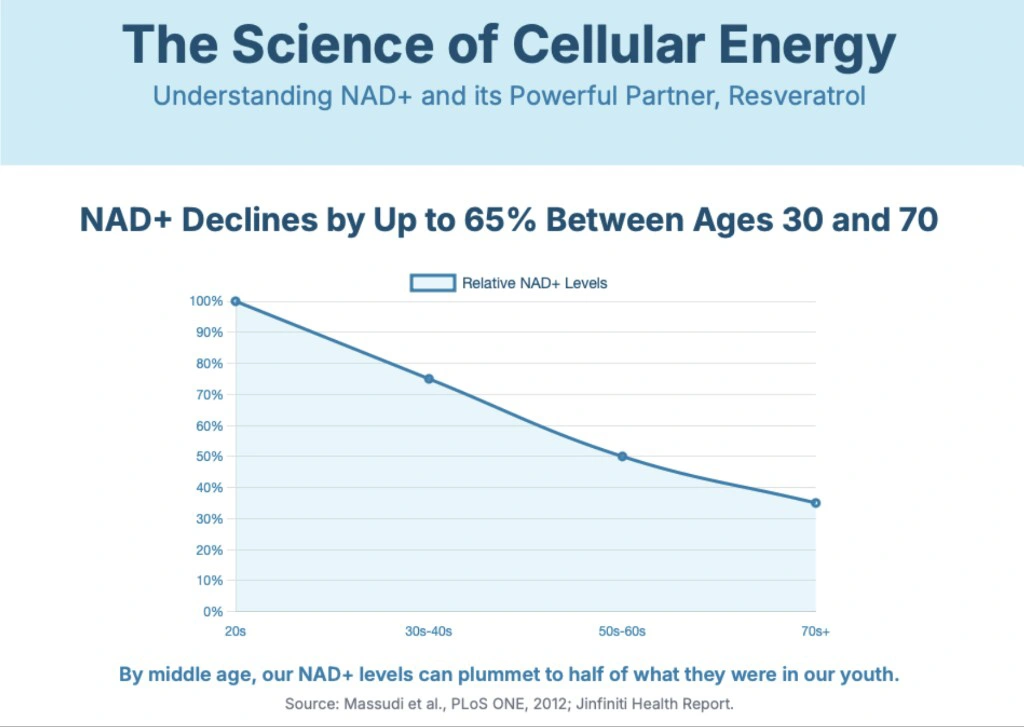 The Science of Cellular Energy
Understanding NAD+ and its Powerful Partner, Resveratrol
NAD+ Declines by Up to 65% Between Ages 30 and 70
Relative NAD+ Levels
100%
90%
80%
70%
60%
50%
40%
30%
20%
10%
0%
20s 30s-40s 50s-60s 70s+
By middle age, our NAD+ levels can plummet to half of what they were in our youth.
Source: Massudi et al., PLoS ONE, 2012; Jinfiniti Health Report.